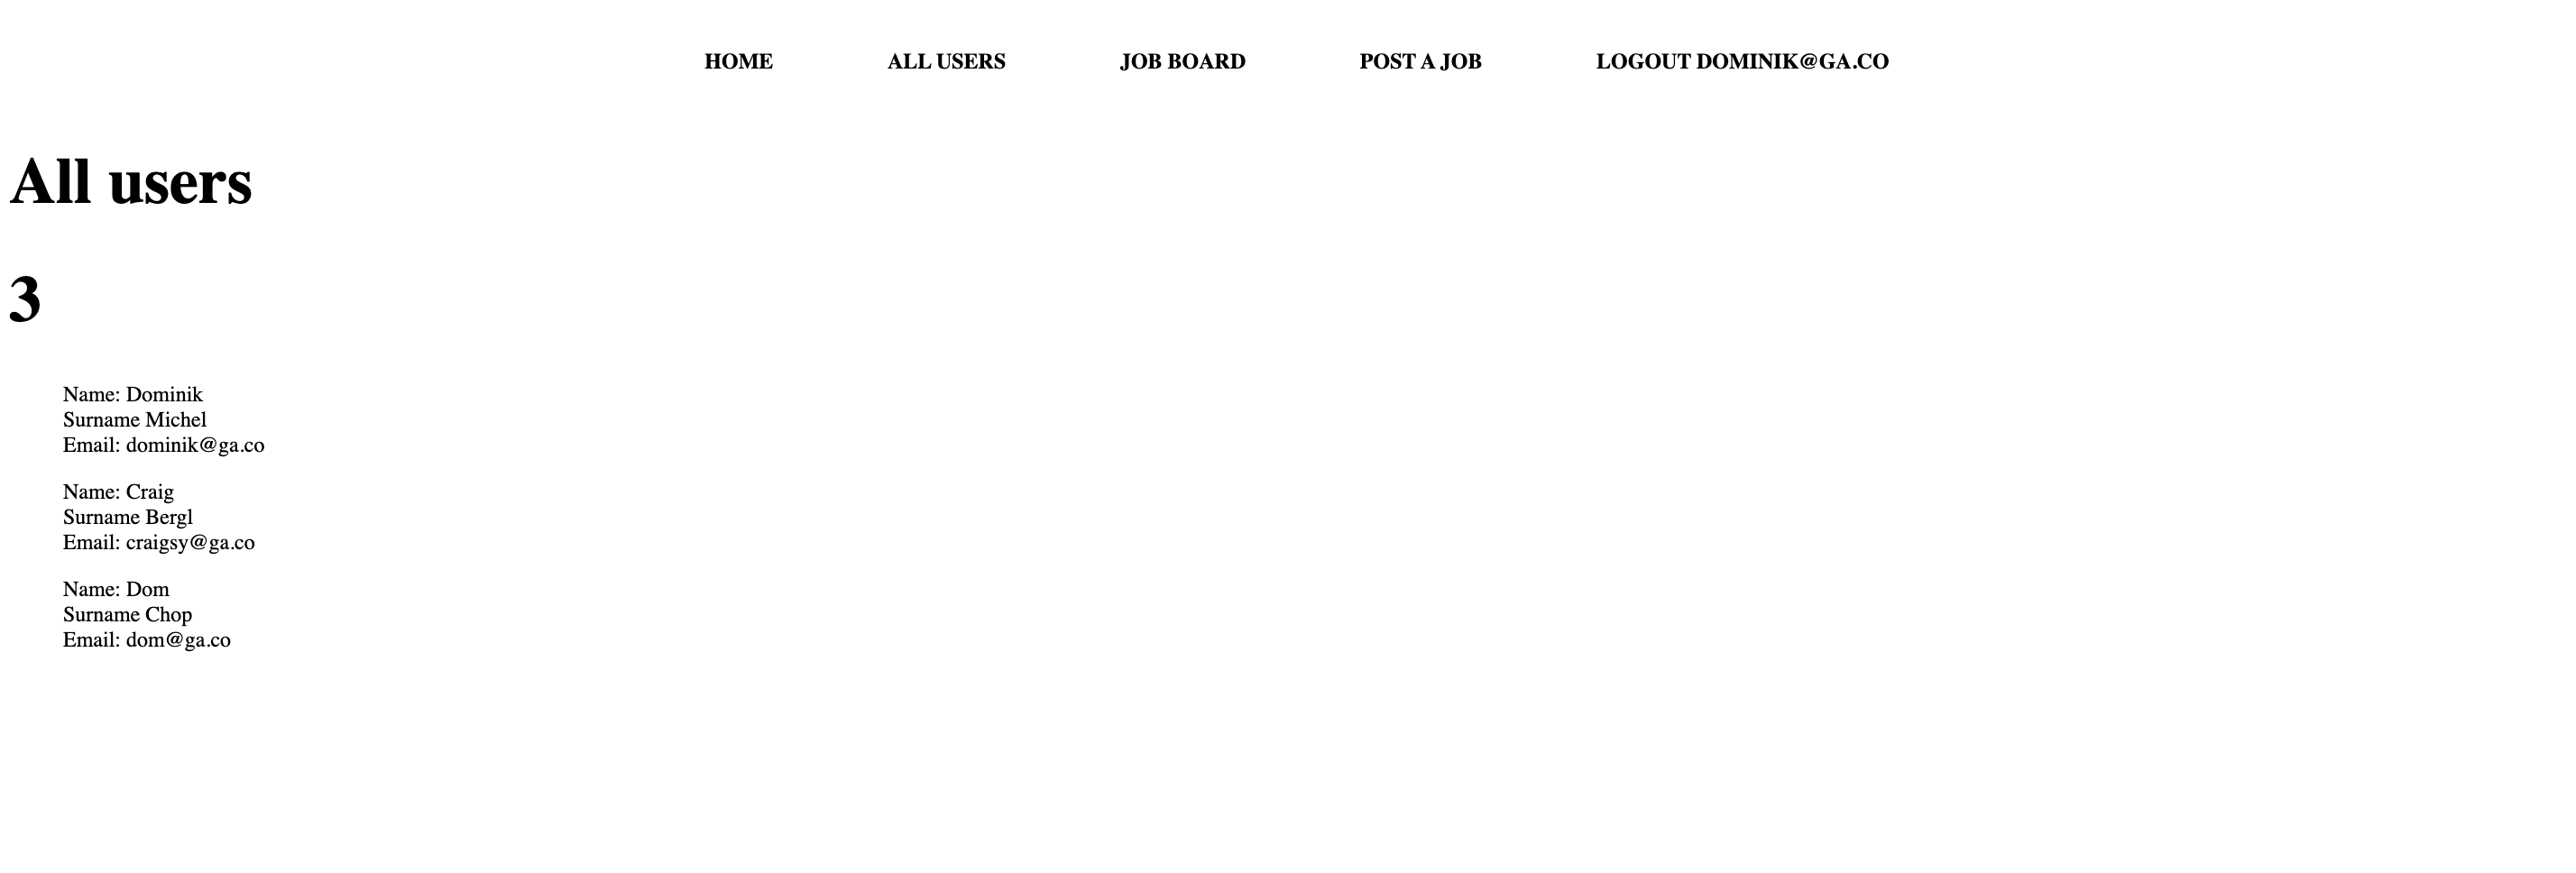 HOME ALL USERS JOB BOARD POST A JOB LOGOUT DOMINIK@GA.CO
All users
3
Name: Dominik
Surname Michel
Email: dominik@ga.co
Name: Craig
Surname Bergl
Email: craigsy@ga.co
Name: Dom
Surname Chop
Email: dom@ga.co